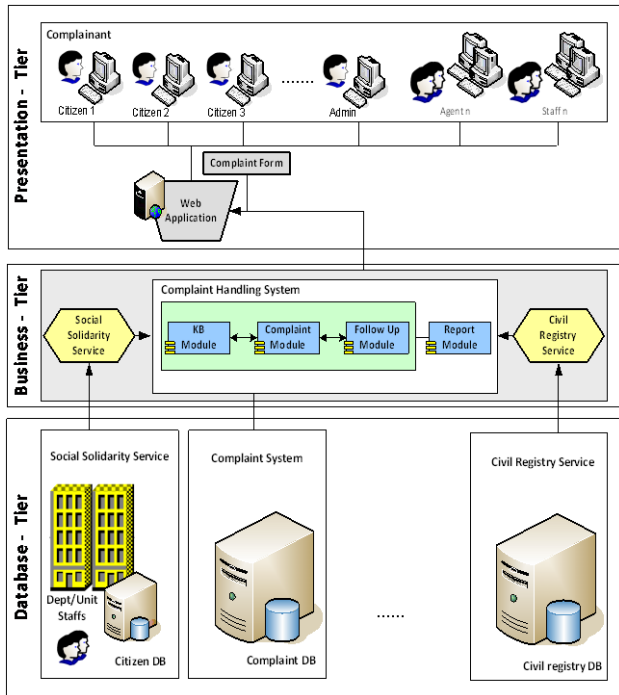 Presentation - Tier
Complainant
Citizen 1
Citizen 2
Citizen 3
.......
Admin
Agent n
Staff n
Complaint Form
Web
Application
Business - Tier
Complaint Handling System
Social
Solidarity
Service
KB
Module
Complaint
Module
Follow Up
Module
Report
Module
Civil
Registry
Service
Database - Tier
Social Solidarity Service
Dept/Unit
Staffs
Citizen DB
Complaint System
Complaint DB
......
Civil Registry Service
Civil registry DB